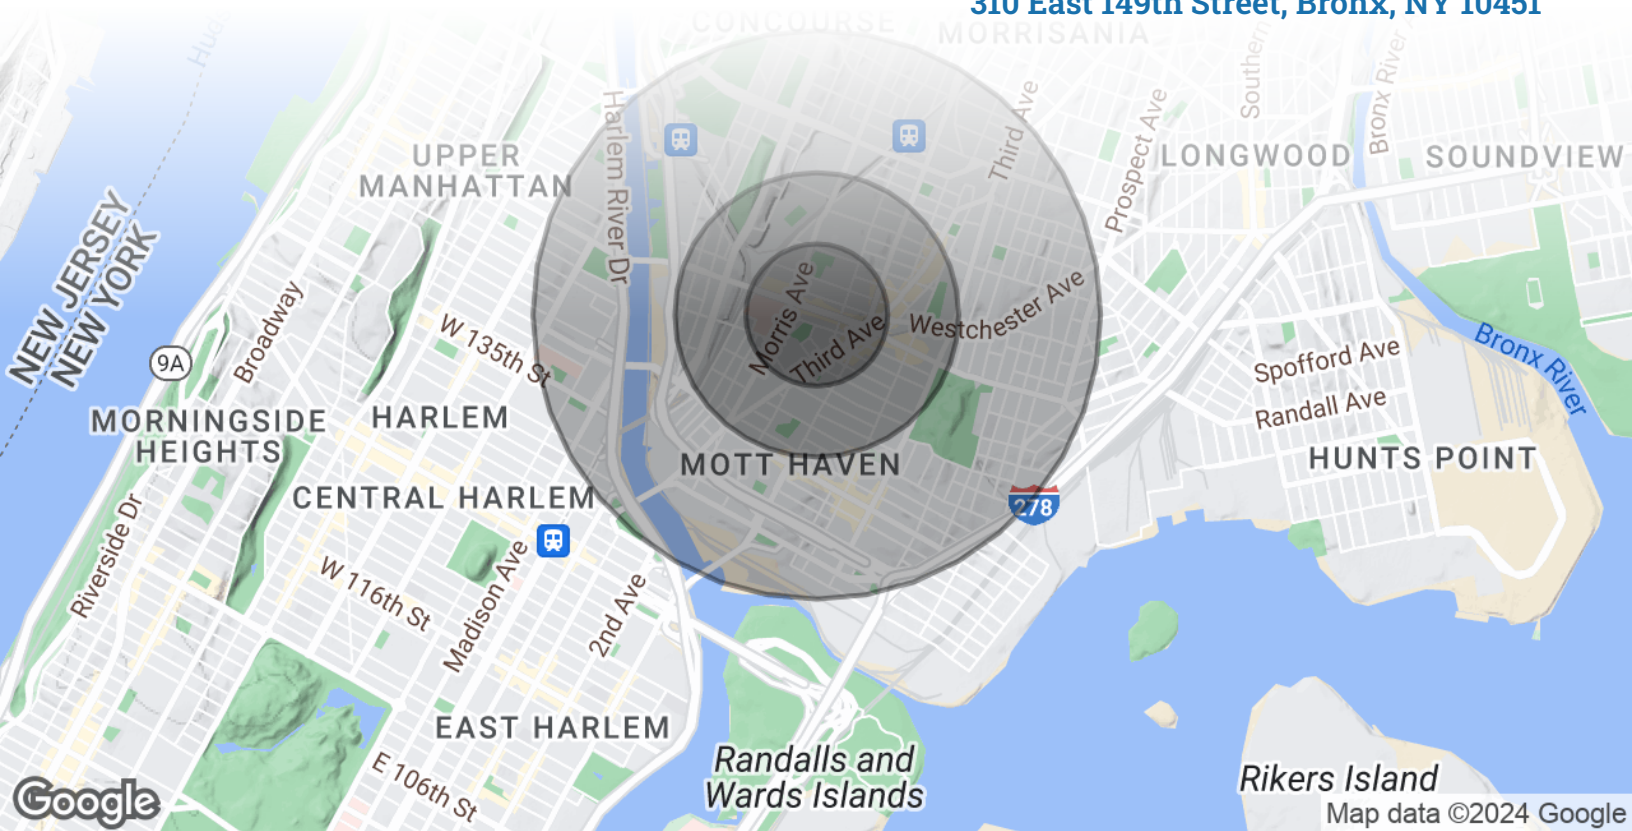 310 East 149th Street, Bronx, NY 10451
CONCOURSE
MORRISANIA
Hud
Harlem River Dr
Third Ave
Prospect Ave
Southern
Bronx River
UPPER
MANHATTAN
LONGWOOD
SOUNDVIEW
NEW JERSEY
NEW YORK
Broadway
9A
W 135th St
Morris Ave
Third Ave
Westchester Ave
Bronx River
Spofford Ave
Randall Ave
MORNINGSIDE
HEIGHTS
HARLEM
MOTT HAVEN
HUNTS POINT
CENTRAL HARLEM
278
Riverside Dr
W 116th St
Madison Ave
2nd Ave
EAST HARLEM
E 106th St
Randalls and
Wards Islands
Rikers Island
Google
Map data ©2024 Google